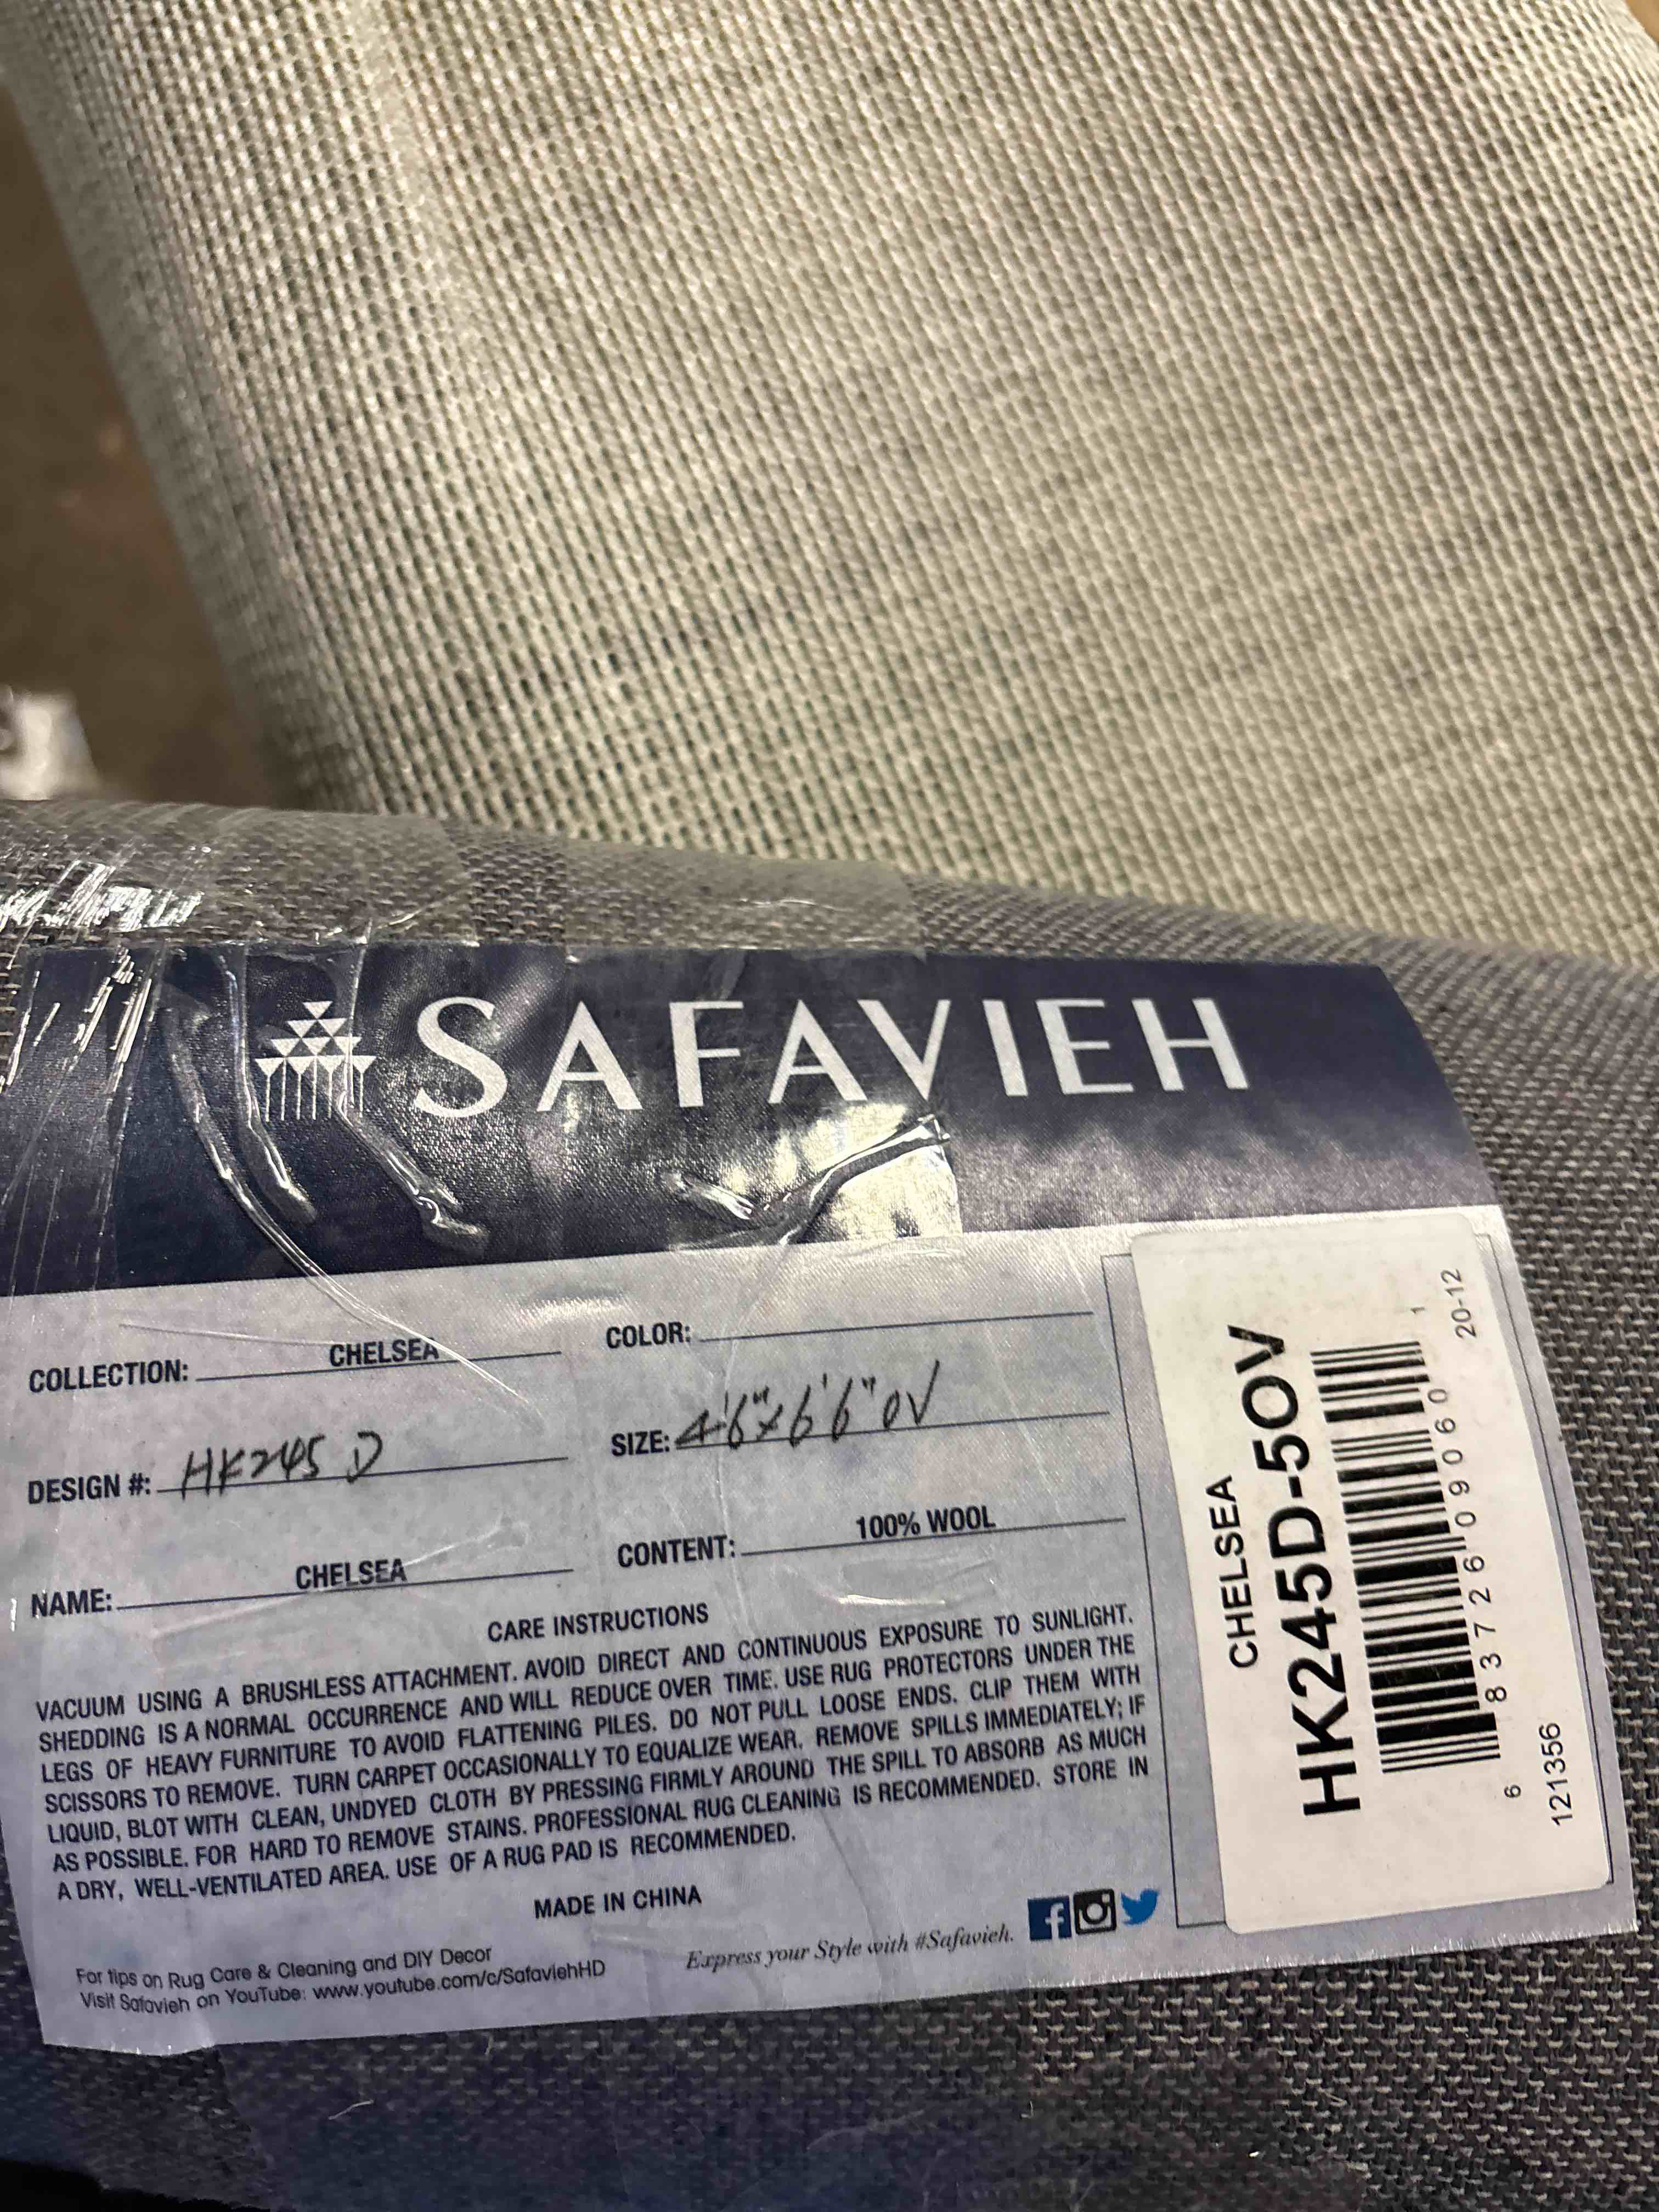 SAFAVIEH
COLLECTION: CHELSEA
COLOR:
DESIGN #: HK245 D
SIZE: 4'6"x6'6" OV
NAME: CHELSEA
CONTENT: 100% WOOL
CARE INSTRUCTIONS
VACUUM USING A BRUSHLESS ATTACHMENT. AVOID DIRECT AND CONTINUOUS EXPOSURE TO SUNLIGHT.
SHEDDING IS A NORMAL OCCURRENCE AND WILL REDUCE OVER TIME. USE RUG PROTECTORS UNDER THE
LEGS OF HEAVY FURNITURE TO AVOID FLATTENING PILES. DO NOT PULL LOOSE ENDS. CLIP THEM WITH
SCISSORS TO REMOVE. TURN CARPET OCCASIONALLY TO EQUALIZE WEAR. REMOVE SPILLS IMMEDIATELY; IF
LIQUID, BLOT WITH CLEAN, UNDYED CLOTH BY PRESSING FIRMLY AROUND THE SPILL TO ABSORB AS MUCH
AS POSSIBLE. FOR HARD TO REMOVE STAINS. PROFESSIONAL RUG CLEANING IS RECOMMENDED. STORE IN
A DRY, WELL-VENTILATED AREA. USE OF A RUG PAD IS RECOMMENDED.
MADE IN CHINA
For tips on Rug Care & Cleaning and DIY Decor
Visit Safavieh on YouTube: www.youtube.com/c/SafaviehHD
Express your Style with #Safavieh.
CHELSEA
HK245D-5OV
6 83726 09060 1
121356 20-12